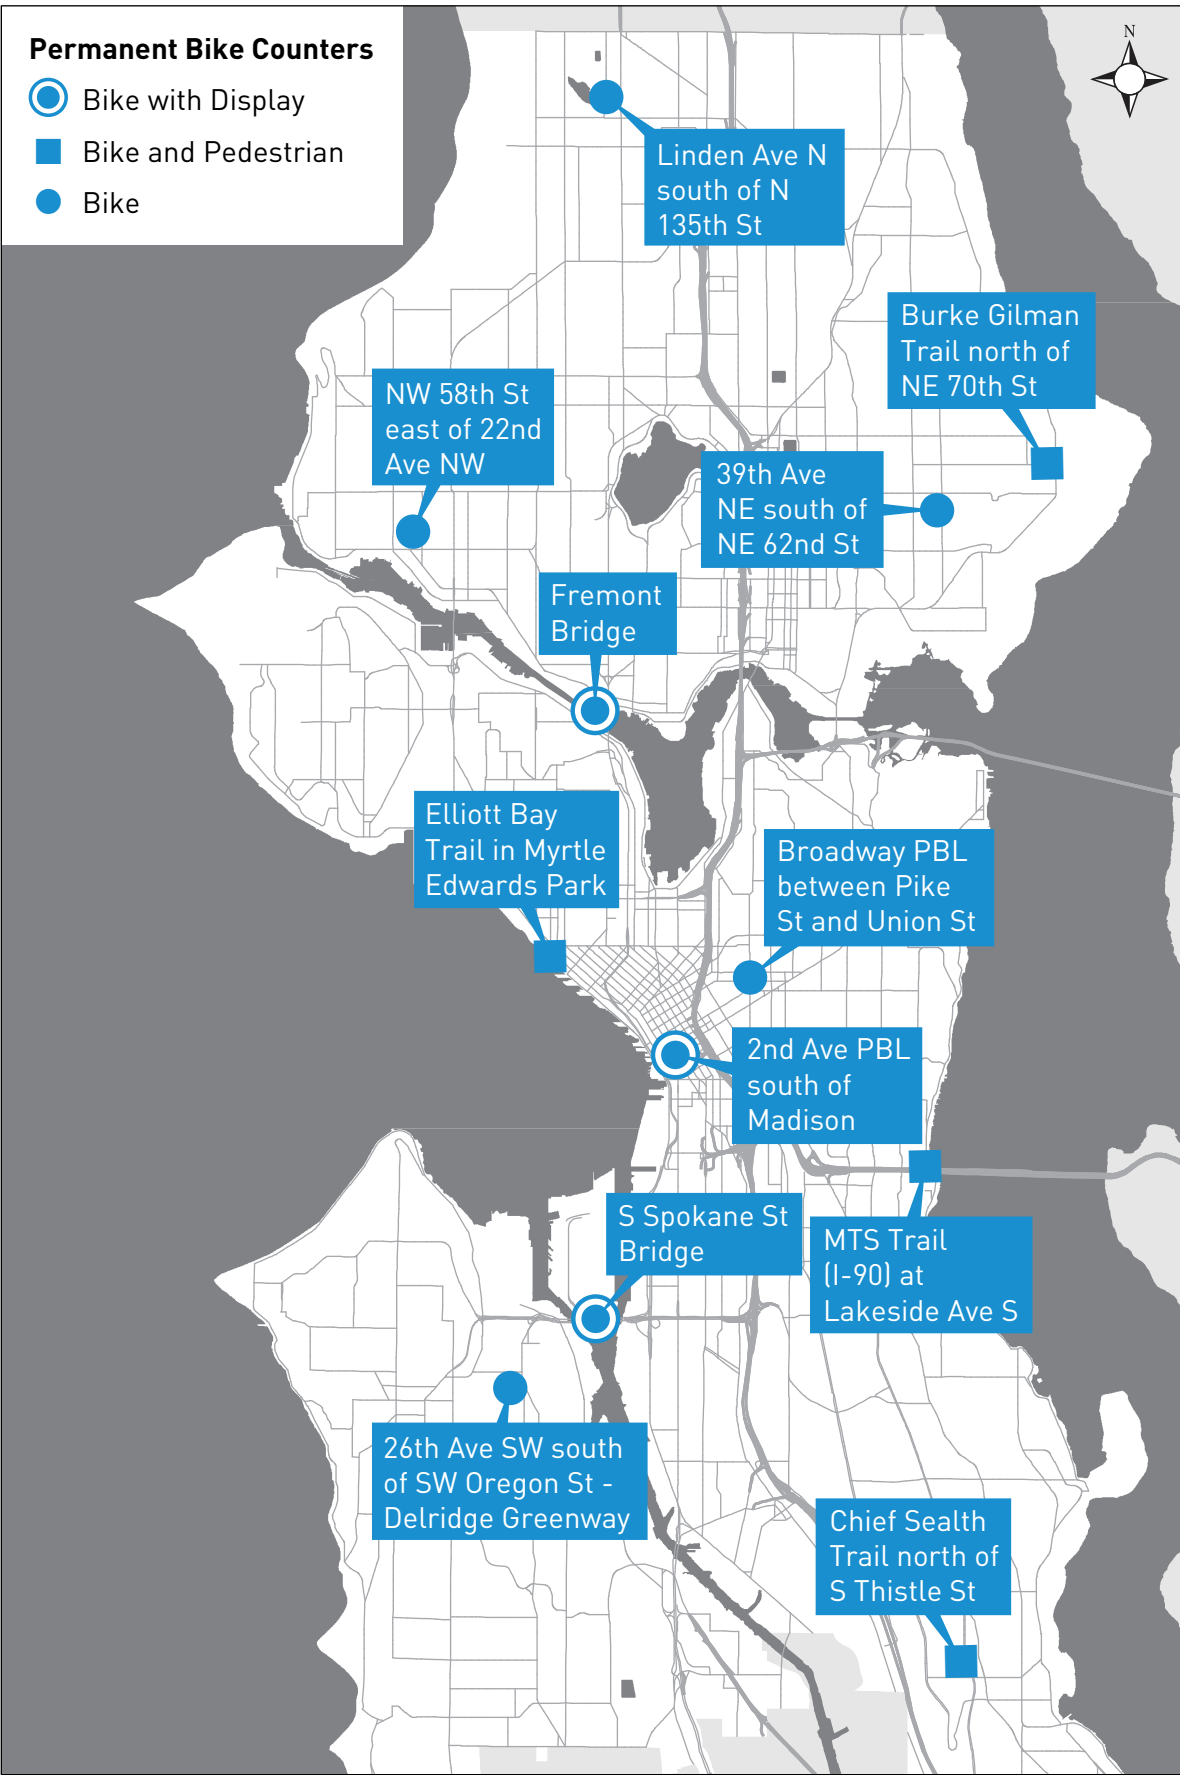 Permanent Bike Counters
Bike with Display
Bike and Pedestrian
Bike
N
Linden Ave N
south of N
135th St
Burke Gilman
Trail north of
NE 70th St
NW 58th St
east of 22nd
Ave NW
39th Ave
NE south of
NE 62nd St
Fremont
Bridge
Elliott Bay
Trail in Myrtle
Edwards Park
Broadway PBL
between Pike
St and Union St
2nd Ave PBL
south of
Madison
S Spokane St
Bridge
MTS Trail
(I-90) at
Lakeside Ave S
26th Ave SW south
of SW Oregon St -
Delridge Greenway
Chief Sealth
Trail north of
S Thistle St